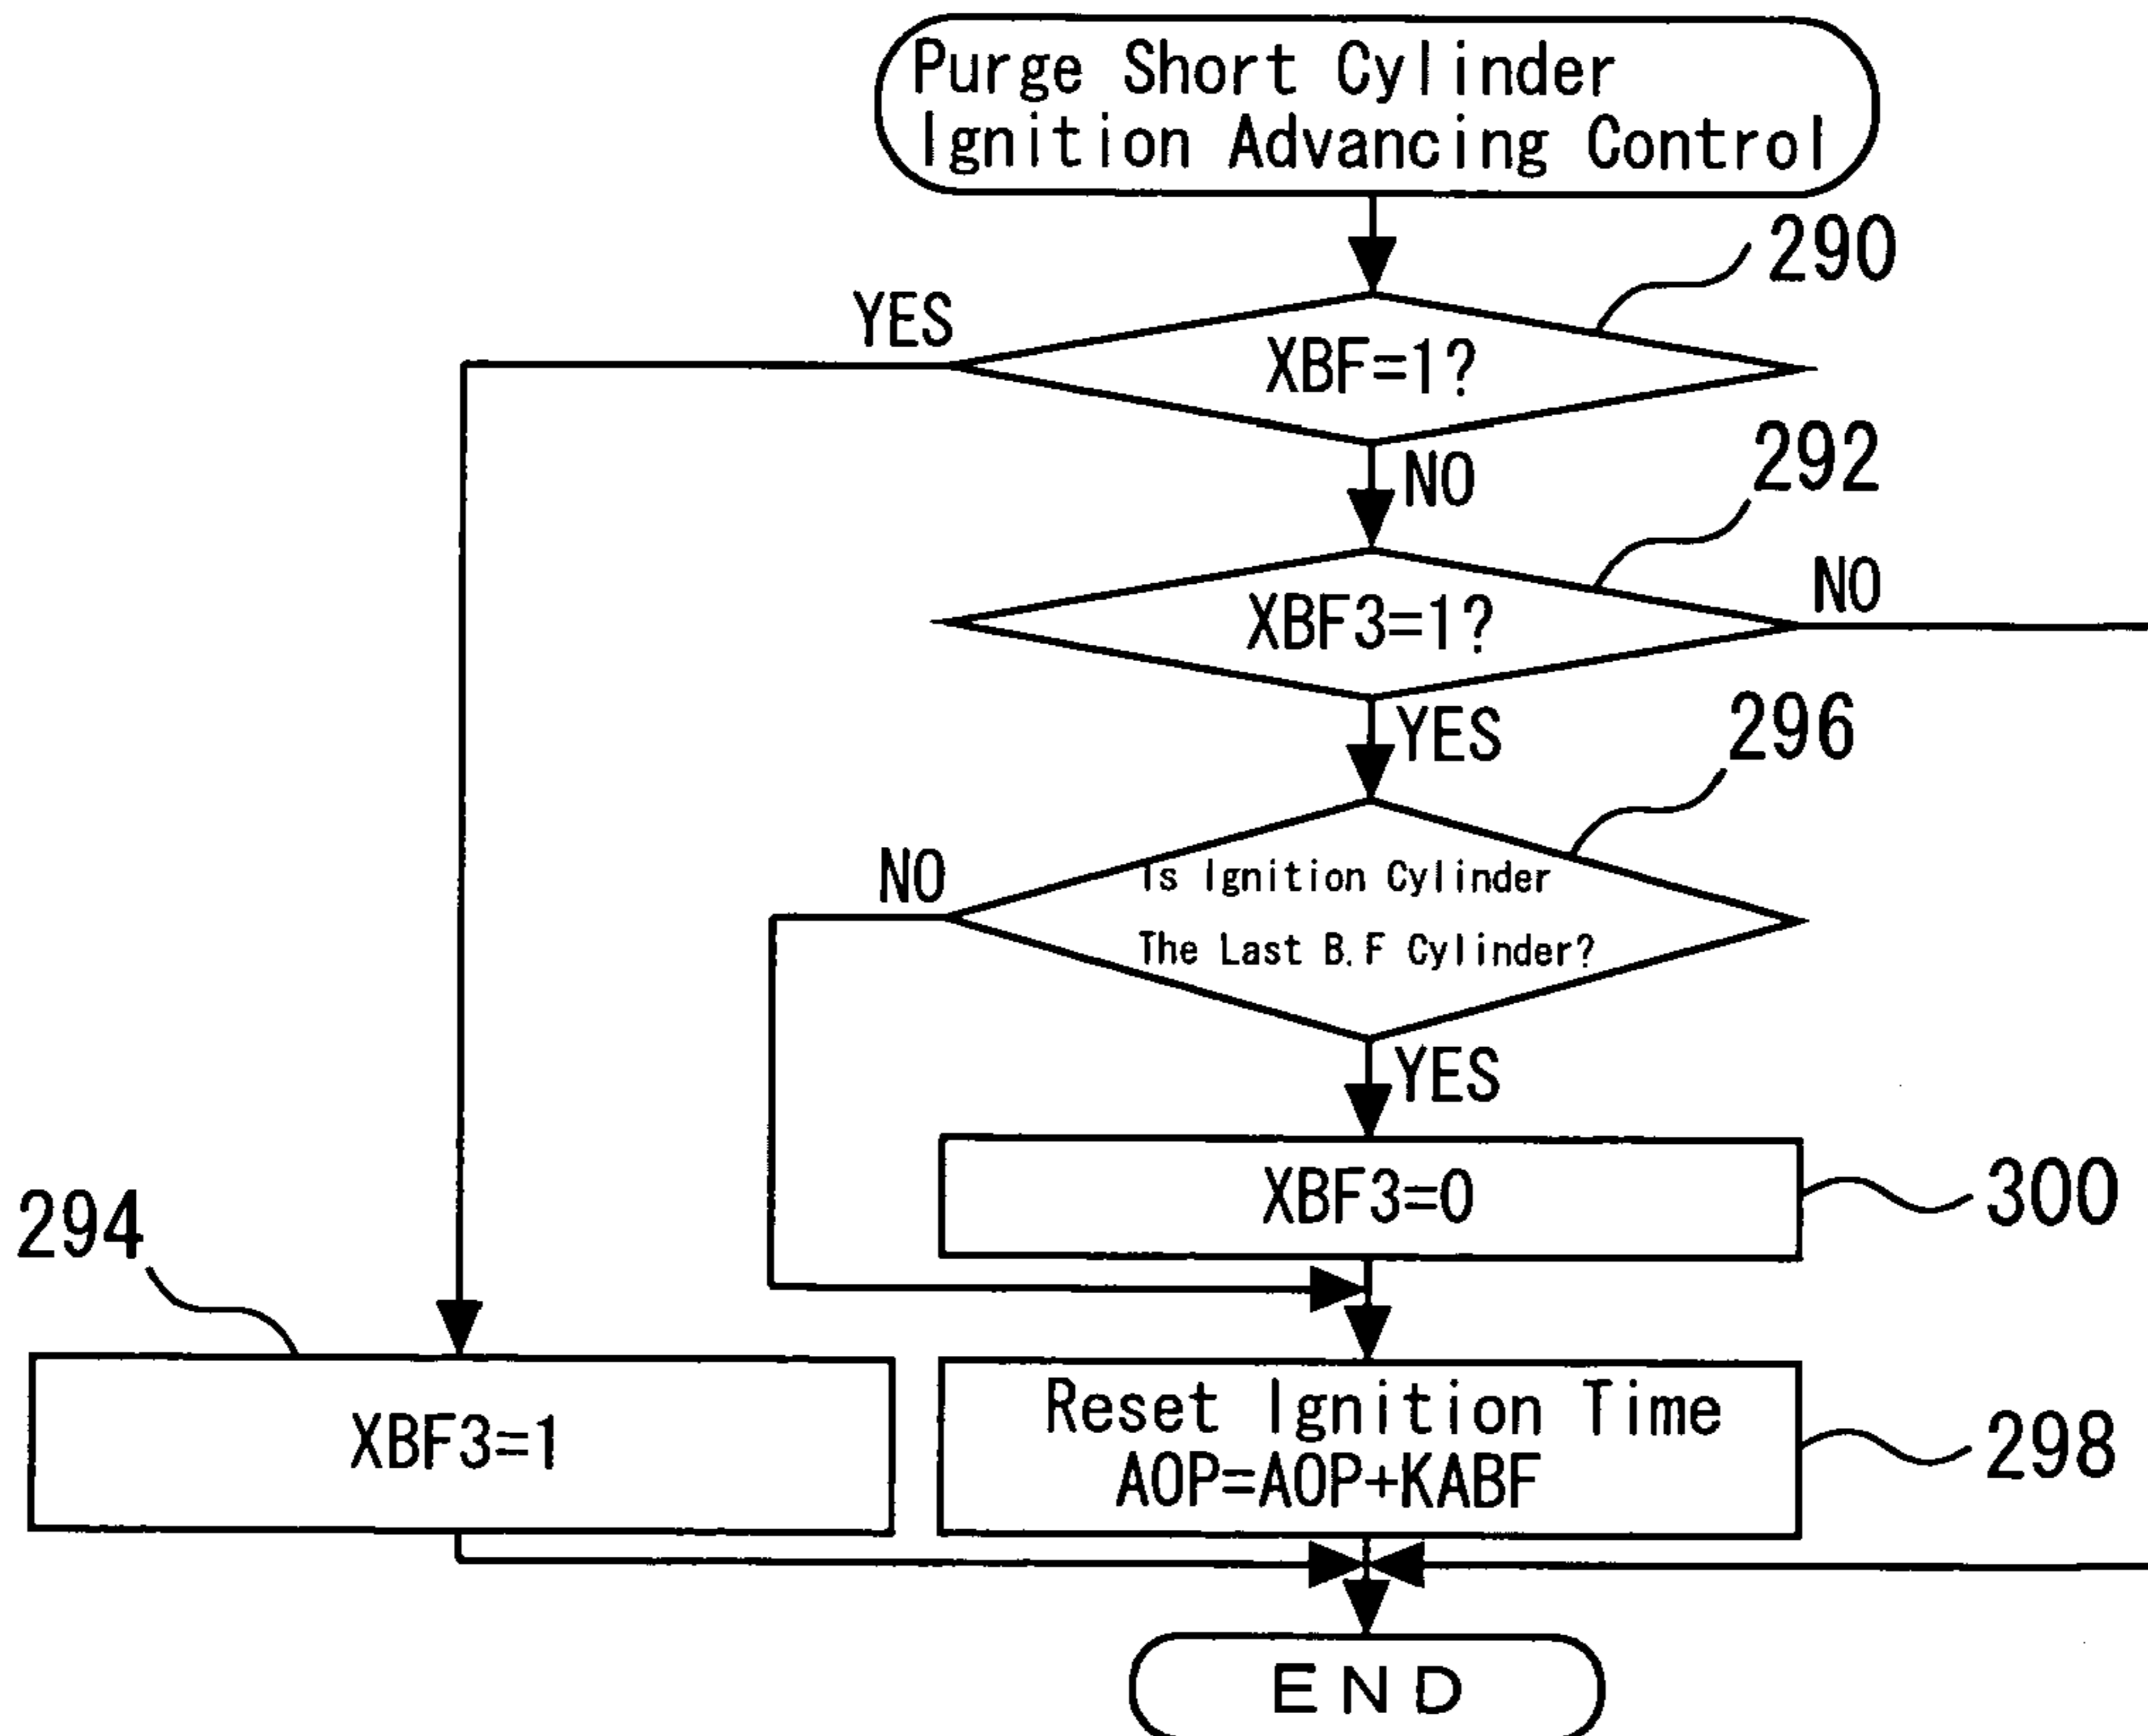 Purge Short Cylinder
Ignition Advancing Control
290
YES
XBF=1?
NO
292
XBF3=1?
NO
YES
296
NO
Is Ignition Cylinder
The Last B.F Cylinder?
YES
XBF3=0
300
294
XBF3=1
Reset Ignition Time
AOP=AOP+KABF
298
END